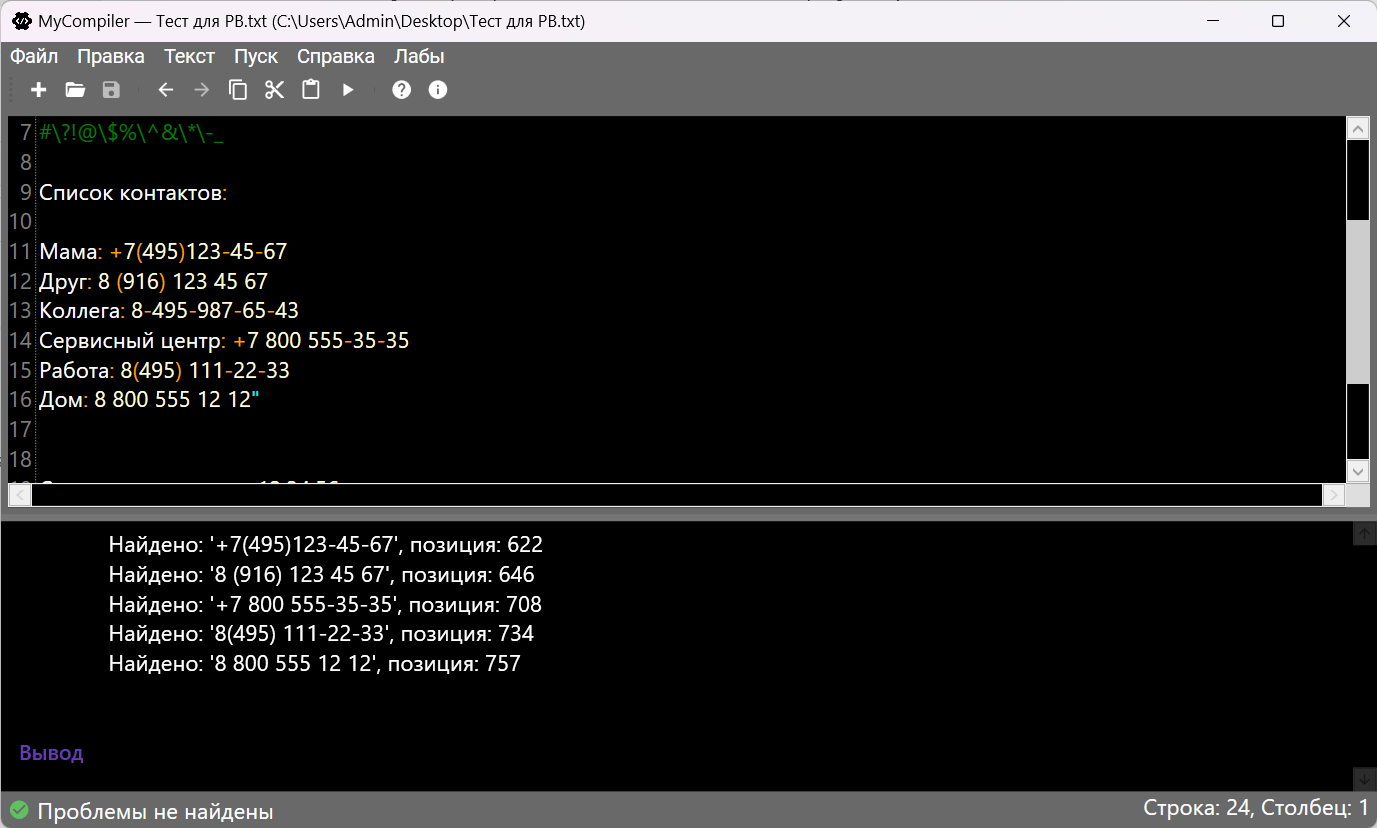 MyCompiler — Тест для РВ.txt (C:\Users\Admin\Desktop\Тест для РВ.txt)
Файл Правка Текст Пуск Справка Лабы
7 #\?!@\$%\^&\*\-_
8
9 Список контактов:
10
11 Мама: +7(495)123-45-67
12 Друг: 8 (916) 123 45 67
13 Коллега: 8-495-987-65-43
14 Сервисный центр: +7 800 555-35-35
15 Работа: 8(495) 111-22-33
16 Дом: 8 800 555 12 12"
17
18
Найдено: '+7(495)123-45-67', позиция: 622
Найдено: '8 (916) 123 45 67', позиция: 646
Найдено: '+7 800 555-35-35', позиция: 708
Найдено: '8(495) 111-22-33', позиция: 734
Найдено: '8 800 555 12 12', позиция: 757
Вывод
Проблемы не найдены
Строка: 24, Столбец: 1